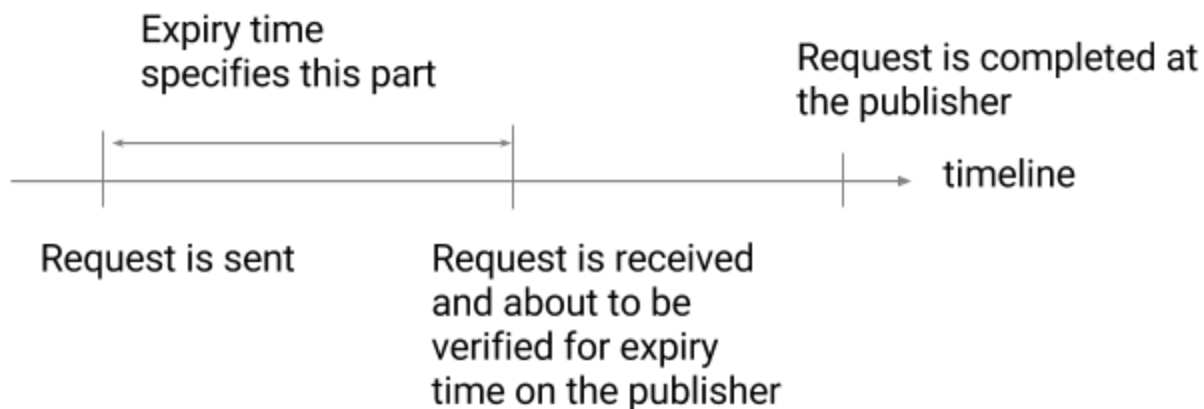 Expiry time
specifies this part
Request is completed at
the publisher
timeline
Request is sent
Request is received
and about to be
verified for expiry
time on the publisher